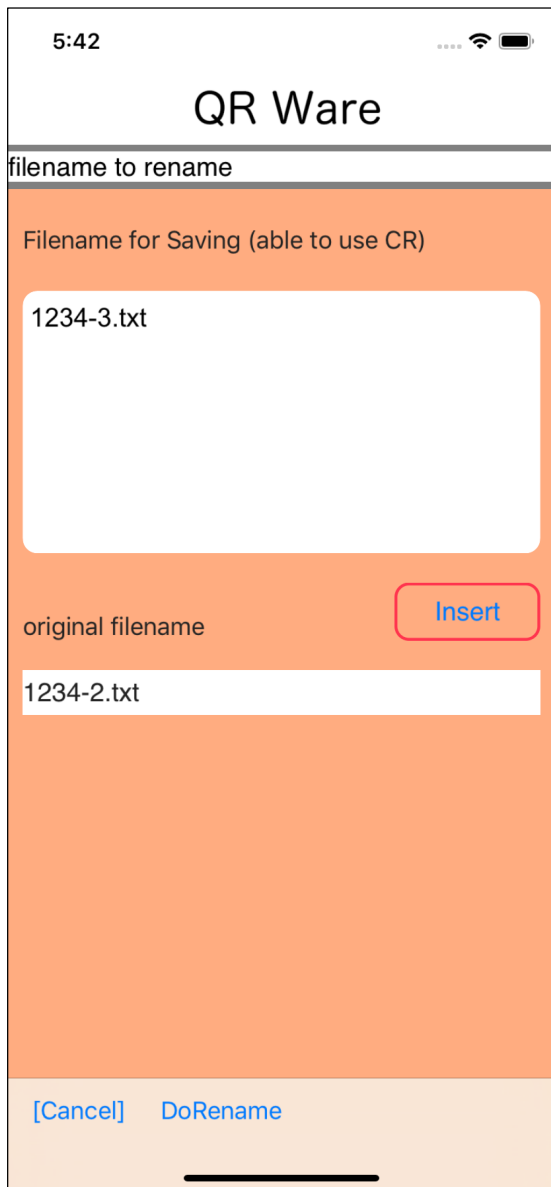 5:42
QR Ware
filename to rename
Filename for Saving (able to use CR)
1234-3.txt
Insert
original filename
1234-2.txt
[Cancel] DoRename